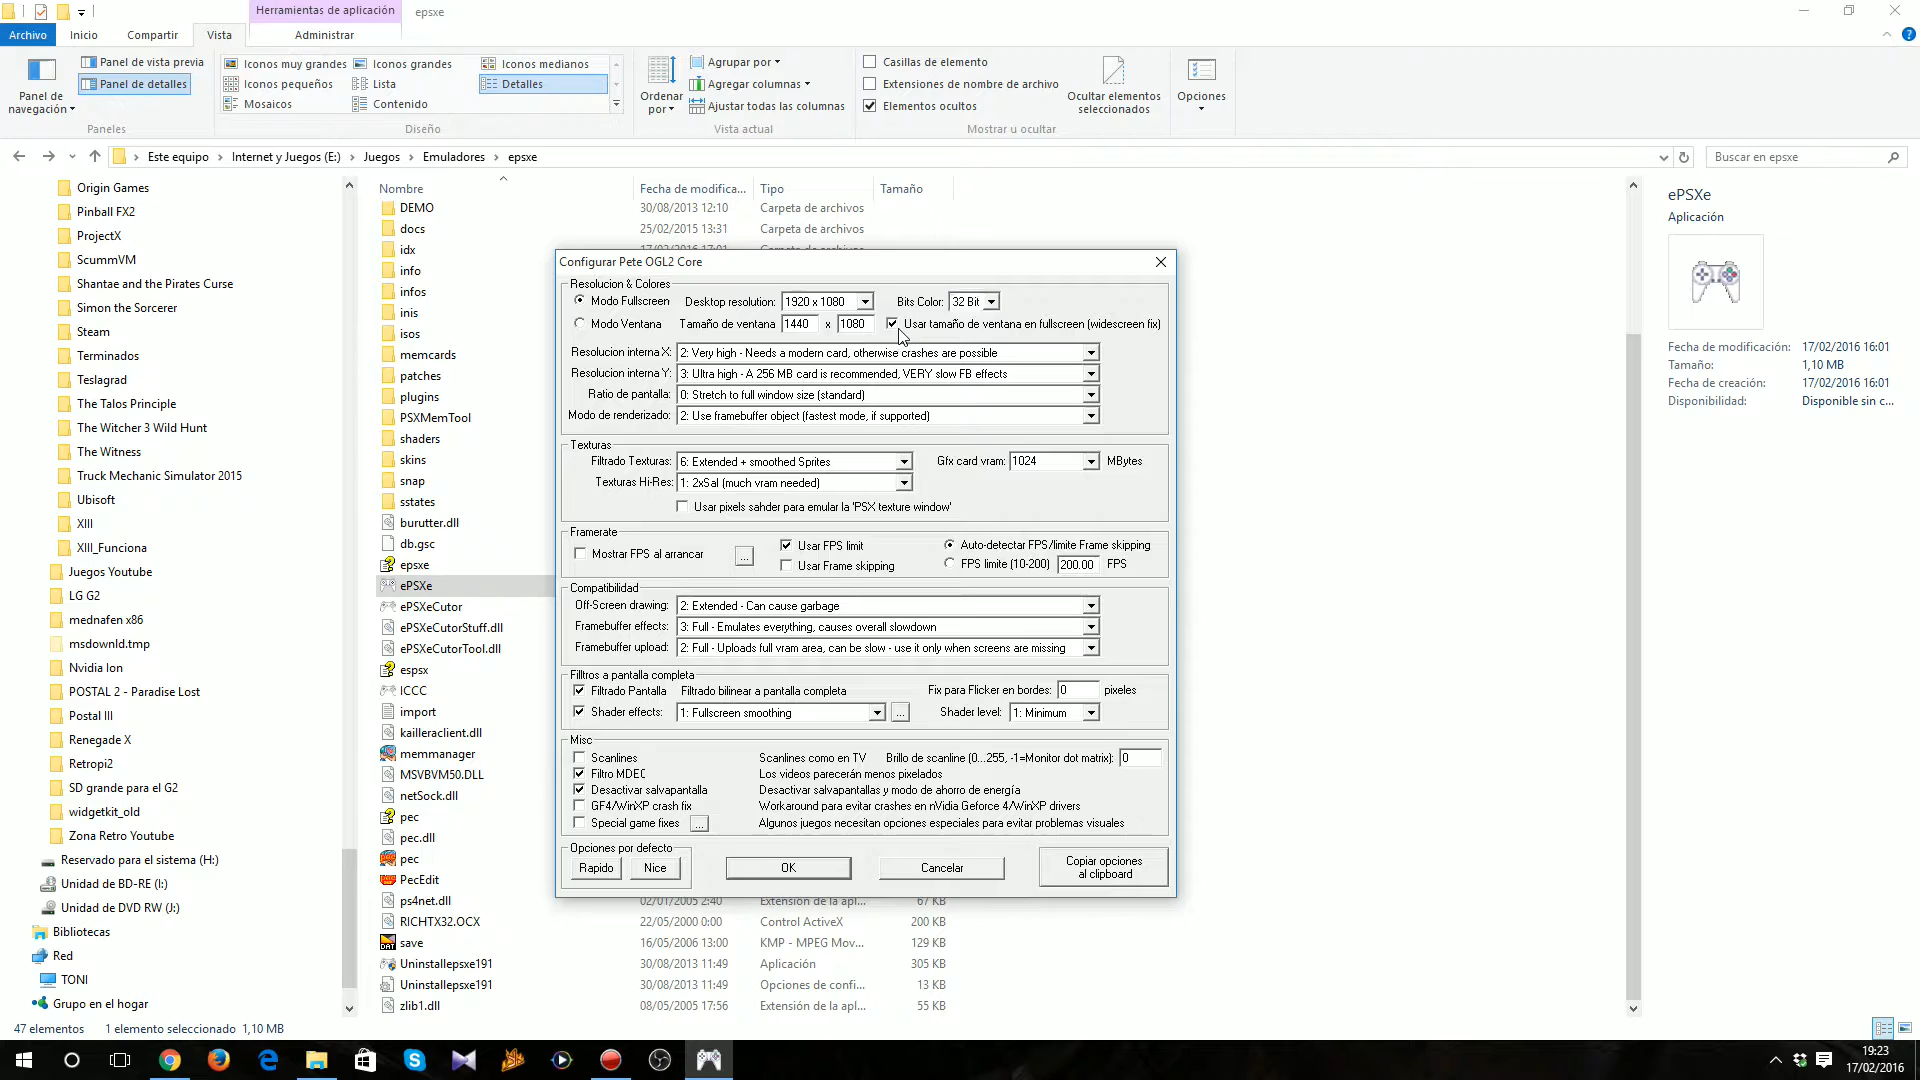 Herramientas de aplicación
epsxe
Archivo
Inicio
Compartir
Vista
Administrar
Panel de navegación
Panel de vista previa
Panel de detalles
Paneles
Iconos muy grandes
Iconos grandes
Iconos medianos
Iconos pequeños
Lista
Detalles
Mosaicos
Contenido
Diseño
Ordenar por
Agrupar por
Agregar columnas
Ajustar todas las columnas
Vista actual
Casillas de elemento
Extensiones de nombre de archivo
Elementos ocultos
Ocultar elementos seleccionados
Mostrar u ocultar
Opciones
Este equipo > Internet y Juegos (E:) > Juegos > Emuladores > epsxe
Buscar en epsxe
Origin Games
Pinball FX2
ProjectX
ScummVM
Shantae and the Pirates Curse
Simon the Sorcerer
Steam
Terminados
Teslagrad
The Talos Principle
The Witcher 3 Wild Hunt
The Witness
Truck Mechanic Simulator 2015
Ubisoft
XIII
XIII_Funciona
Juegos Youtube
LG G2
mednafen x86
msdownld.tmp
Nvidia Ion
POSTAL 2 - Paradise Lost
Postal III
Renegade X
Retropi2
SD grande para el G2
widgetkit_old
Zona Retro Youtube
Reservado para el sistema (H:)
Unidad de BD-RE (I:)
Unidad de DVD RW (J:)
Bibliotecas
Red
TONI
Grupo en el hogar
Nombre Fecha de modifica... Tipo Tamaño
DEMO 30/08/2013 12:10 Carpeta de archivos
docs 25/02/2015 13:31 Carpeta de archivos
idx 17/02/2016 17:01 Carpeta de archivos
info
infos
inis
isos
memcards
patches
plugins
PSXMemTool
shaders
skins
snap
sstates
burutter.dll
db.gsc
epsxe
ePSXe
ePSXeCutor
ePSXeCutorStuff.dll
ePSXeCutorTool.dll
espsx
ICCC
import
kailleraclient.dll
memmanager
MSVBVM50.DLL
netSock.dll
pec
pec.dll
pec
PecEdit
ps4net.dll 02/01/2005 2:40 Extensión de la apl... 67 KB
RICHTX32.OCX 22/05/2000 0:00 Control ActiveX 200 KB
save 16/05/2006 13:00 KMP - MPEG Mov... 129 KB
Uninstallepsxe191 30/08/2013 11:49 Aplicación 305 KB
Uninstallepsxe191 30/08/2013 11:49 Opciones de confi... 13 KB
zlib1.dll 08/05/2005 17:56 Extensión de la apl... 55 KB
Configurar Pete OGL2 Core
Resolucion & Colores
Modo Fullscreen Desktop resolution: 1920 x 1080 Bits Color: 32 Bit
Modo Ventana Tamaño de ventana 1440 x 1080 Usar tamaño de ventana en fullscreen (widescreen fix)
Resolucion interna X: 2: Very high - Needs a modern card, otherwise crashes are possible
Resolucion interna Y: 3: Ultra high - A 256 MB card is recommended, VERY slow FB effects
Ratio de pantalla: 0: Stretch to full window size (standard)
Modo de renderizado: 2: Use framebuffer object (fastest mode, if supported)
Texturas
Filtrado Texturas: 6: Extended + smoothed Sprites Gfx card vram: 1024 MBytes
Texturas Hi-Res: 1: 2xSaI (much vram needed)
Usar pixels sahder para emular la 'PSX texture window'
Framerate
Mostrar FPS al arrancar ... Usar FPS limit Auto-detectar FPS/limite Frame skipping
Usar Frame skipping FPS limite (10-200) 200.00 FPS
Compatibilidad
Off-Screen drawing: 2: Extended - Can cause garbage
Framebuffer effects: 3: Full - Emulates everything, causes overall slowdown
Framebuffer upload: 2: Full - Uploads full vram area, can be slow - use it only when screens are missing
Filltros a pantalla completa
Filtrado Pantalla Filtrado bilinear a pantalla completa Fix para Flicker en bordes: 0 pixeles
Shader effects: 1: Fullscreen smoothing ... Shader level: 1: Minimum
Misc
Scanlines Scanlines como en TV Brillo de scanline (0...255, -1=Monitor dot matrix): 0
Filtro MDEC Los videos parecerán menos pixelados
Desactivar salvapantalla Desactivar salvapantallas y modo de ahorro de energía
GF4/WinXP crash fix Workaround para evitar crashes en nVidia Geforce 4/WinXP drivers
Special game fixes ... Algunos juegos necesitan opciones especiales para evitar problemas visuales
Opciones por defecto
Rapido Nice OK Cancelar Copiar opciones al clipboard
ePSXe
Aplicación
Fecha de modificación: 17/02/2016 16:01
Tamaño: 1,10 MB
Fecha de creación: 17/02/2016 16:01
Disponibilidad: Disponible sin c...
47 elementos 1 elemento seleccionado 1,10 MB
19:23
17/02/2016